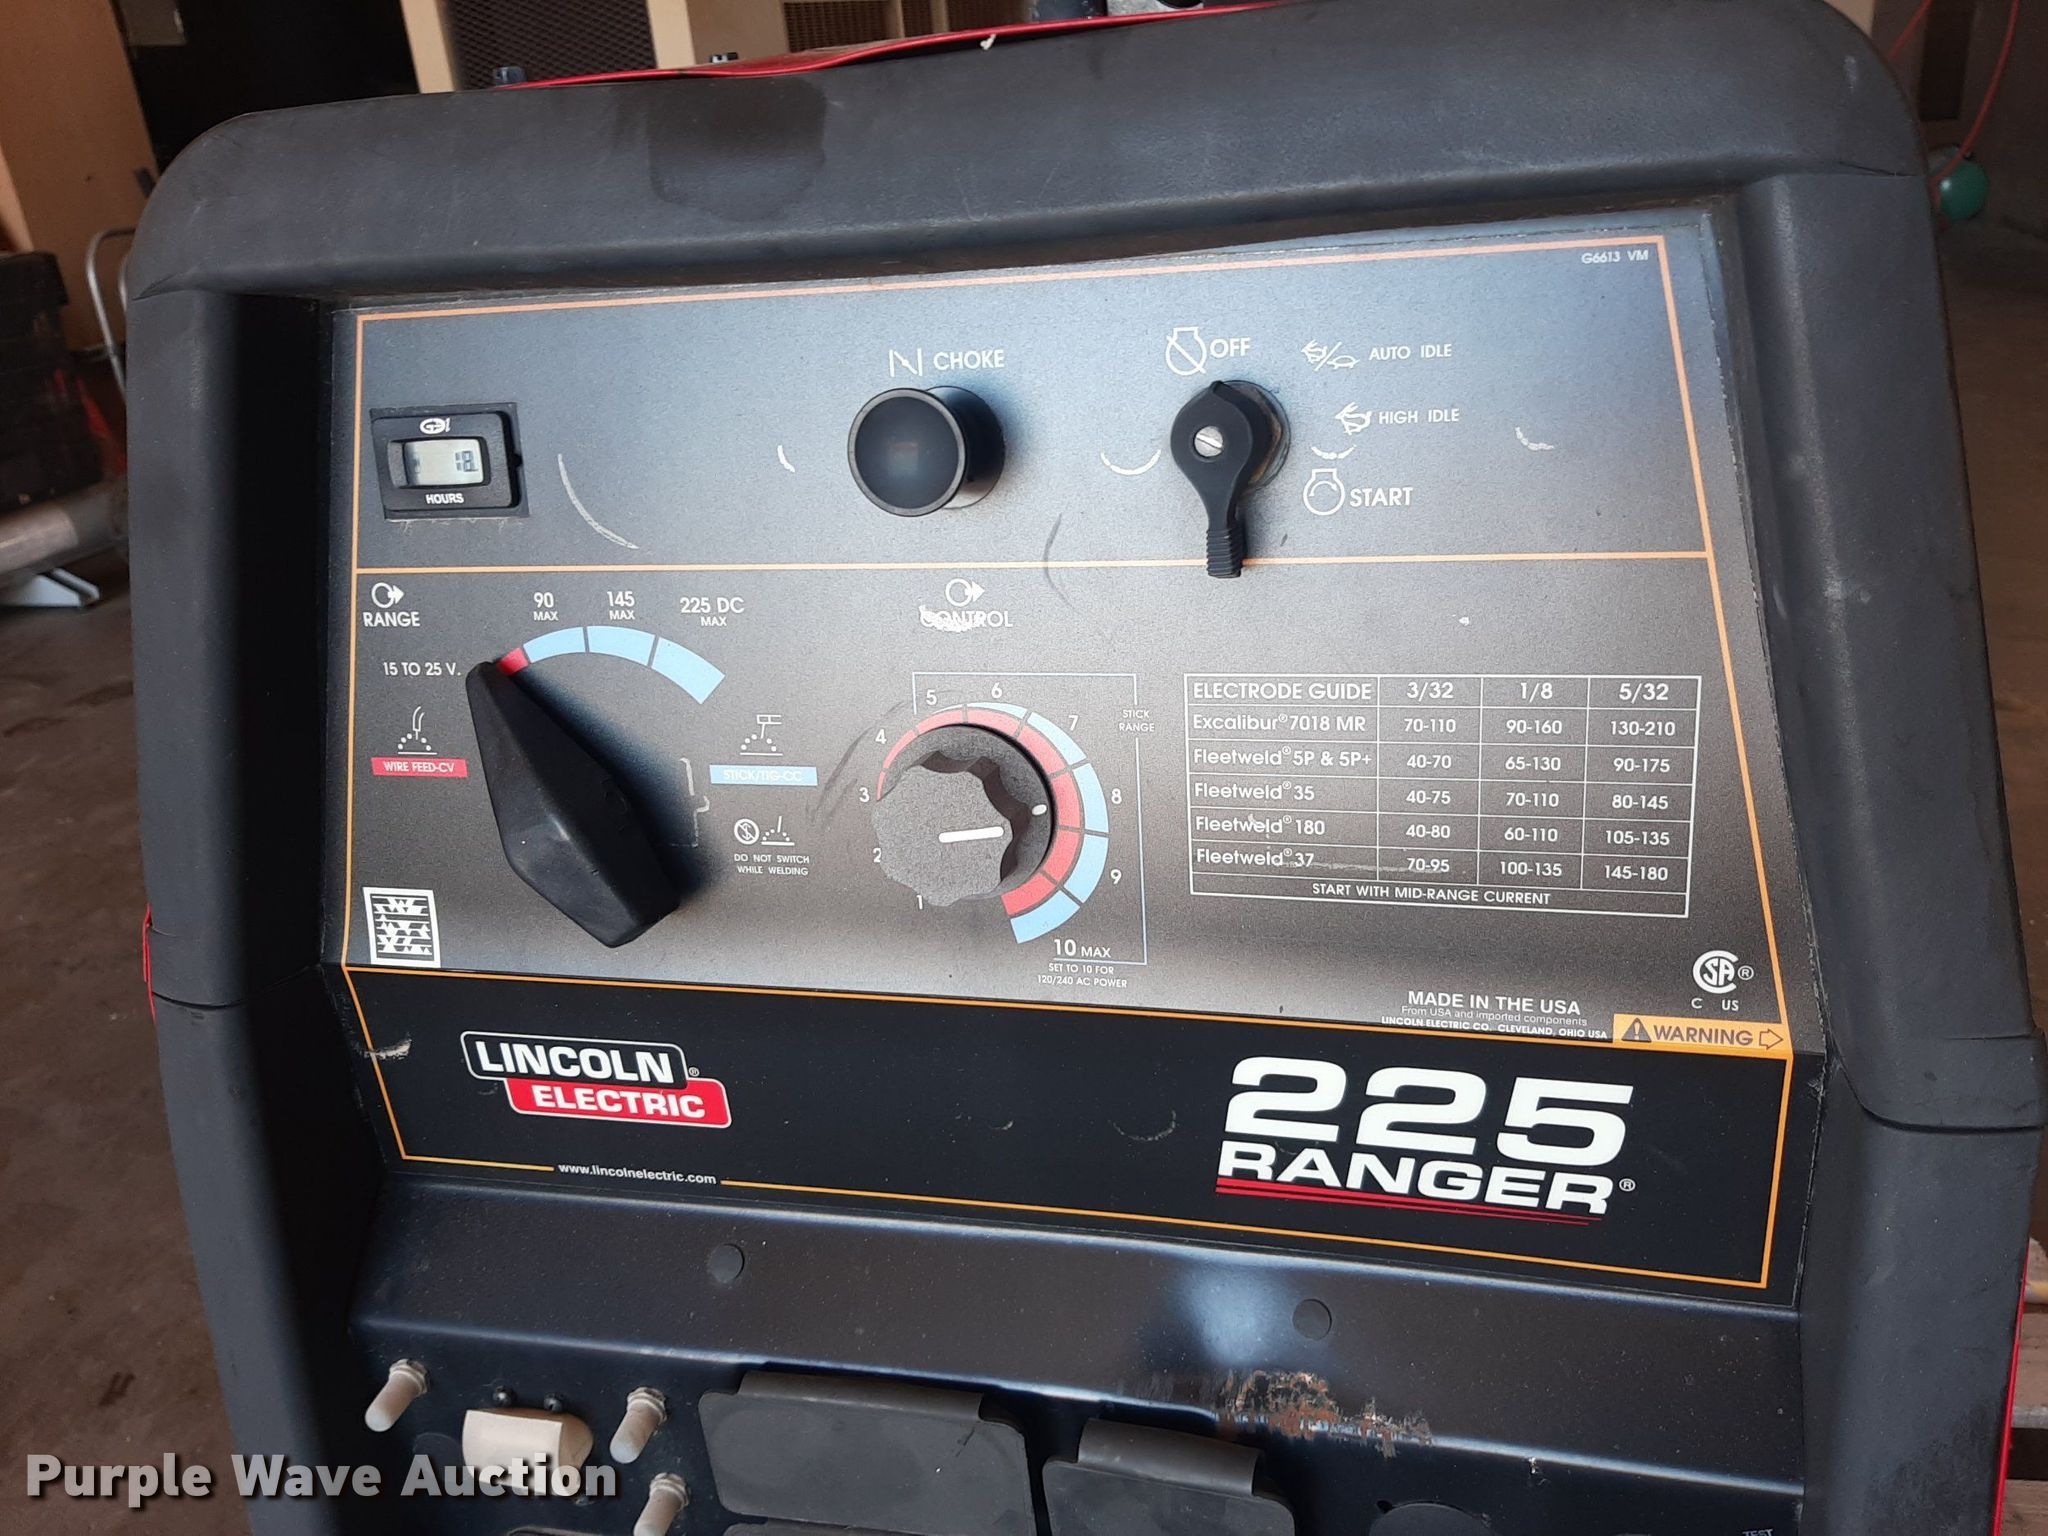 G6613 VM
CHOKE
OFF
AUTO IDLE
HIGH IDLE
START
HOURS
RANGE
90 MAX
145 MAX
225 DC MAX
15 TO 25 V.
WIRE FEED-CV
STICK/TIG-CC
DO NOT SWITCH
WHILE WELDING
CONTROL
1
2
3
4
5
6
7
8
9
10 MAX
SET TO 10 FOR
120/240 AC POWER
STICK
RANGE
ELECTRODE GUIDE 3/32 1/8 5/32
Excalibur® 7018 MR 70-110 90-160 130-210
Fleetweld® 5P & 5P+ 40-70 65-130 90-175
Fleetweld® 35 40-75 70-110 80-145
Fleetweld® 180 40-80 60-110 105-135
Fleetweld® 37 70-95 100-135 145-180
START WITH MID-RANGE CURRENT
CSA®
C US
MADE IN THE USA
From USA and imported components
LINCOLN ELECTRIC CO. CLEVELAND, OHIO USA
WARNING
LINCOLN®
ELECTRIC
www.lincolnelectric.com
225
RANGER®
TEST
Purple Wave Auction